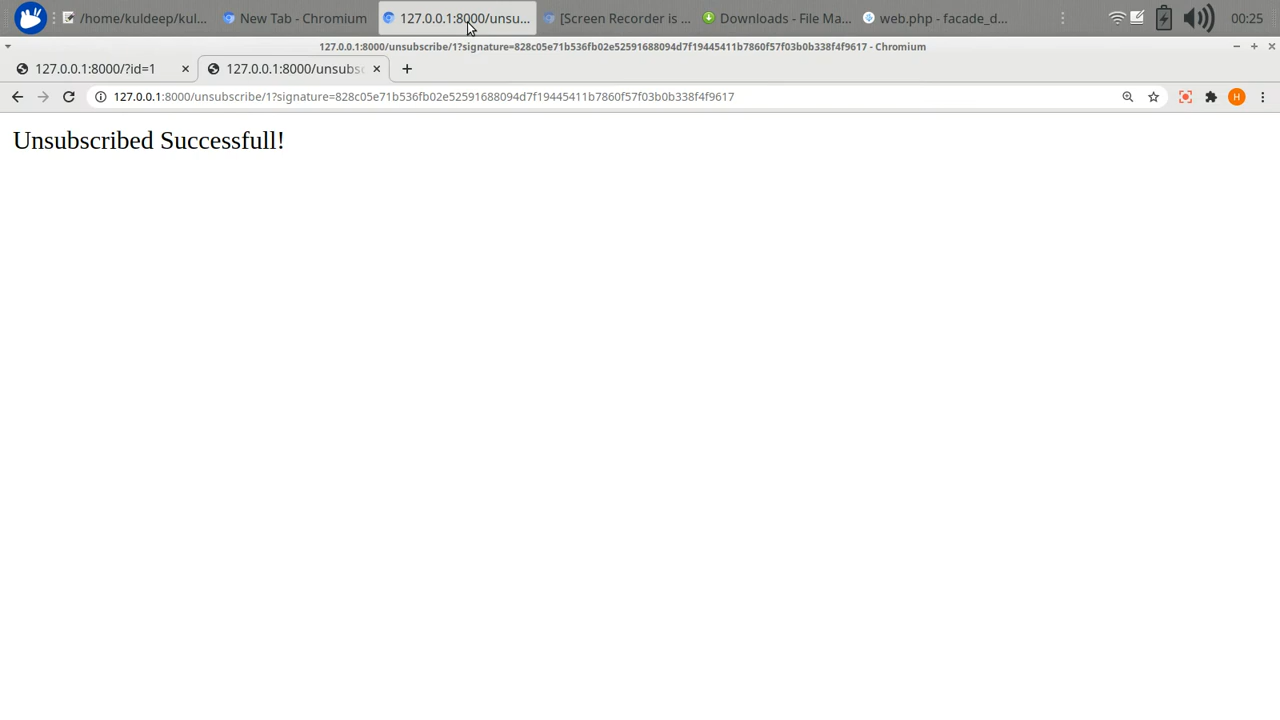 /home/kuldeep/kul...
New Tab - Chromium
127.0.0.1:8000/unsu...
[Screen Recorder is ...
Downloads - File Ma...
web.php - facade_d...
00:25
127.0.0.1:8000/unsubscribe/1?signature=828c05e71b536fb02e52591688094d7f19445411b7860f57f03b0b338f4f9617 - Chromium
127.0.0.1:8000/?id=1
127.0.0.1:8000/unsubsc
127.0.0.1:8000/unsubscribe/1?signature=828c05e71b536fb02e52591688094d7f19445411b7860f57f03b0b338f4f9617
H
Unsubscribed Successfull!